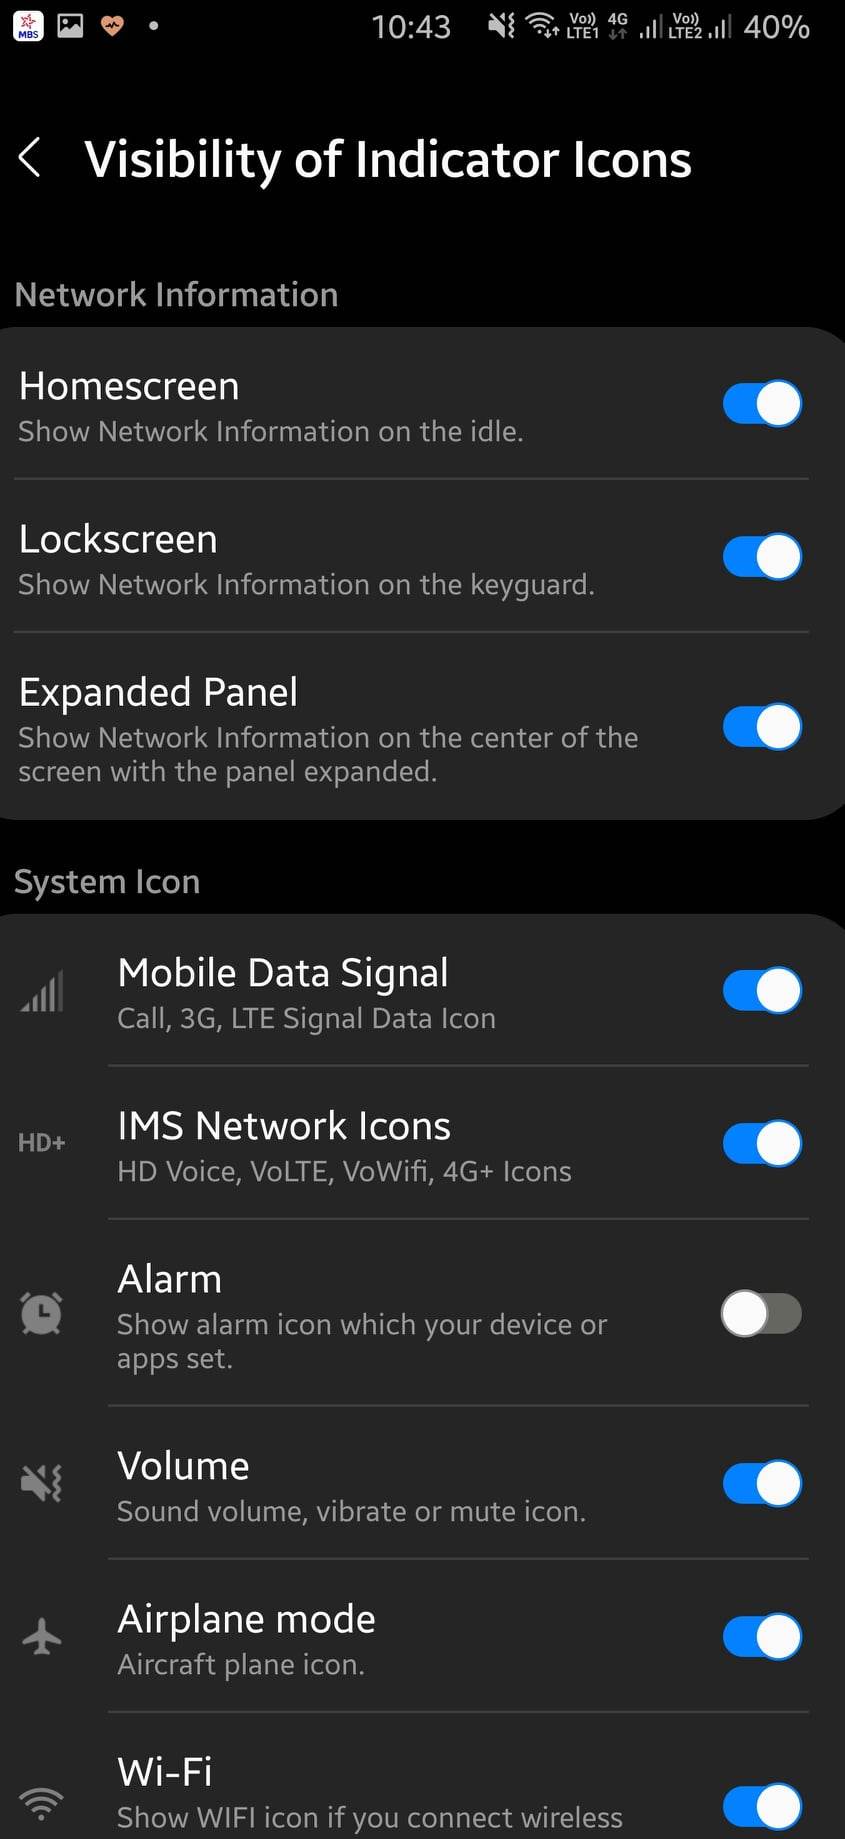 MBS
10:43
Vo)) 4G Vo)) 40%
LTE1 LTE2
Visibility of Indicator Icons
Network Information
Homescreen
Show Network Information on the idle.
Lockscreen
Show Network Information on the keyguard.
Expanded Panel
Show Network Information on the center of the
screen with the panel expanded.
System Icon
Mobile Data Signal
Call, 3G, LTE Signal Data Icon
HD+
IMS Network Icons
HD Voice, VoLTE, VoWifi, 4G+ Icons
Alarm
Show alarm icon which your device or
apps set.
Volume
Sound volume, vibrate or mute icon.
Airplane mode
Aircraft plane icon.
Wi-Fi
Show WIFI icon if you connect wireless